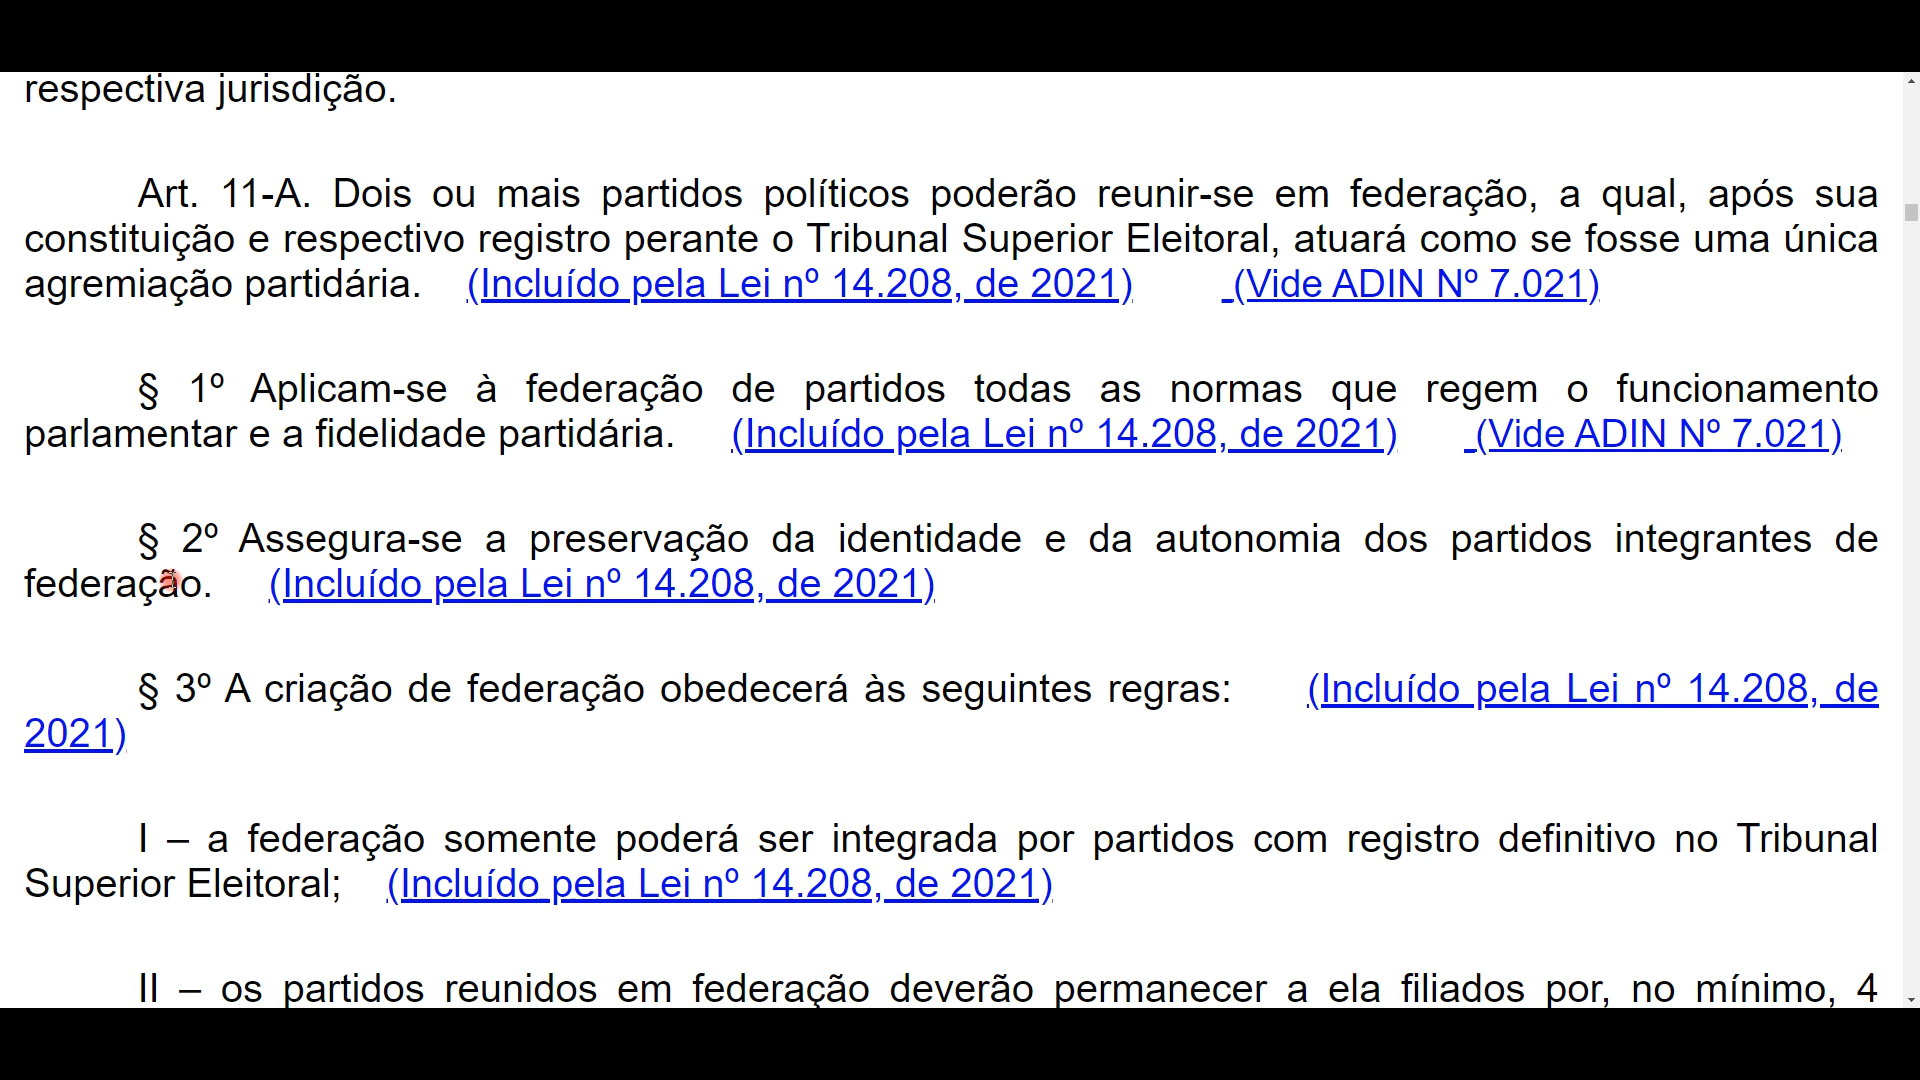 respectiva jurisdição.
Art. 11-A. Dois ou mais partidos políticos poderão reunir-se em federação, a qual, após sua
constituição e respectivo registro perante o Tribunal Superior Eleitoral, atuará como se fosse uma única
agremiação partidária. (Incluído pela Lei nº 14.208, de 2021) (Vide ADIN Nº 7.021)
§ 1º Aplicam-se à federação de partidos todas as normas que regem o funcionamento
parlamentar e a fidelidade partidária. (Incluído pela Lei nº 14.208, de 2021) (Vide ADIN Nº 7.021)
§ 2º Assegura-se a preservação da identidade e da autonomia dos partidos integrantes de
federação. (Incluído pela Lei nº 14.208, de 2021)
§ 3º A criação de federação obedecerá às seguintes regras: (Incluído pela Lei nº 14.208, de
2021)
I – a federação somente poderá ser integrada por partidos com registro definitivo no Tribunal
Superior Eleitoral; (Incluído pela Lei nº 14.208, de 2021)
II – os partidos reunidos em federação deverão permanecer a ela filiados por, no mínimo, 4